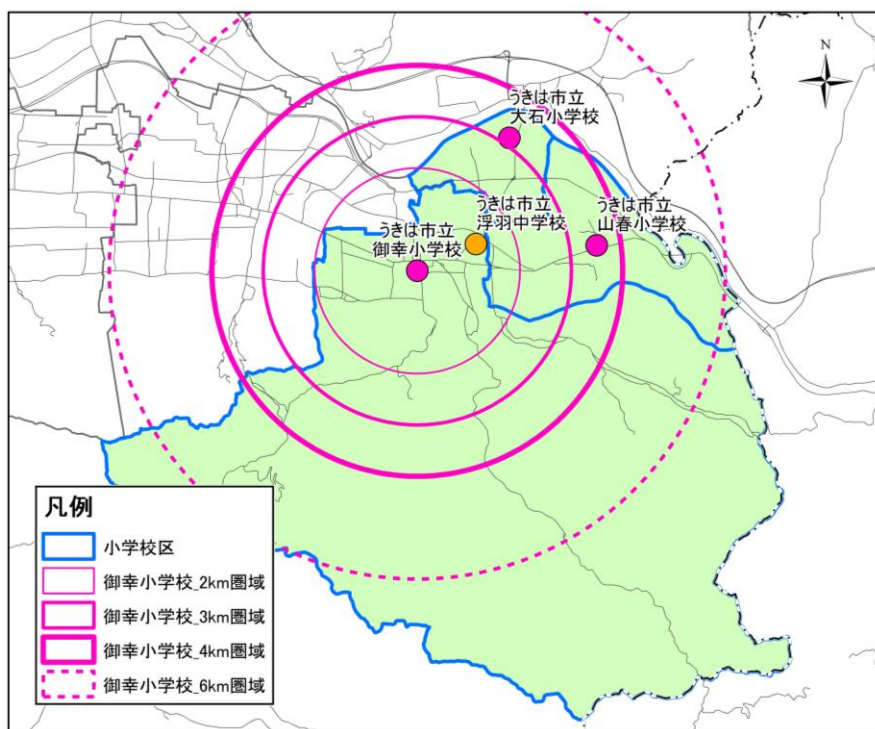 N
うきは市立
大石小学校
うきは市立
浮羽中学校
うきは市立
山春小学校
うきは市立
御幸小学校
凡例
小学校区
御幸小学校_2km圏域
御幸小学校_3km圏域
御幸小学校_4km圏域
御幸小学校_6km圏域